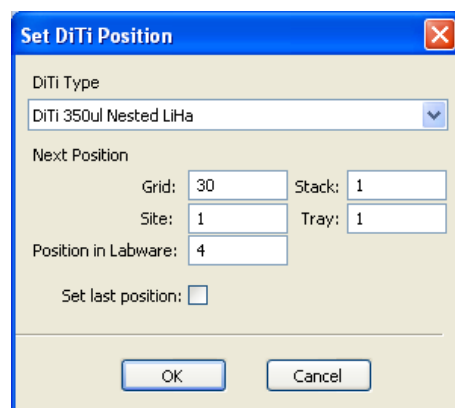 Set DiTi Position
DiTi Type
DiTi 350ul Nested LiHa
Next Position
Grid: 30 Stack: 1
Site: 1 Tray: 1
Position in Labware: 4
Set last position:
OK Cancel